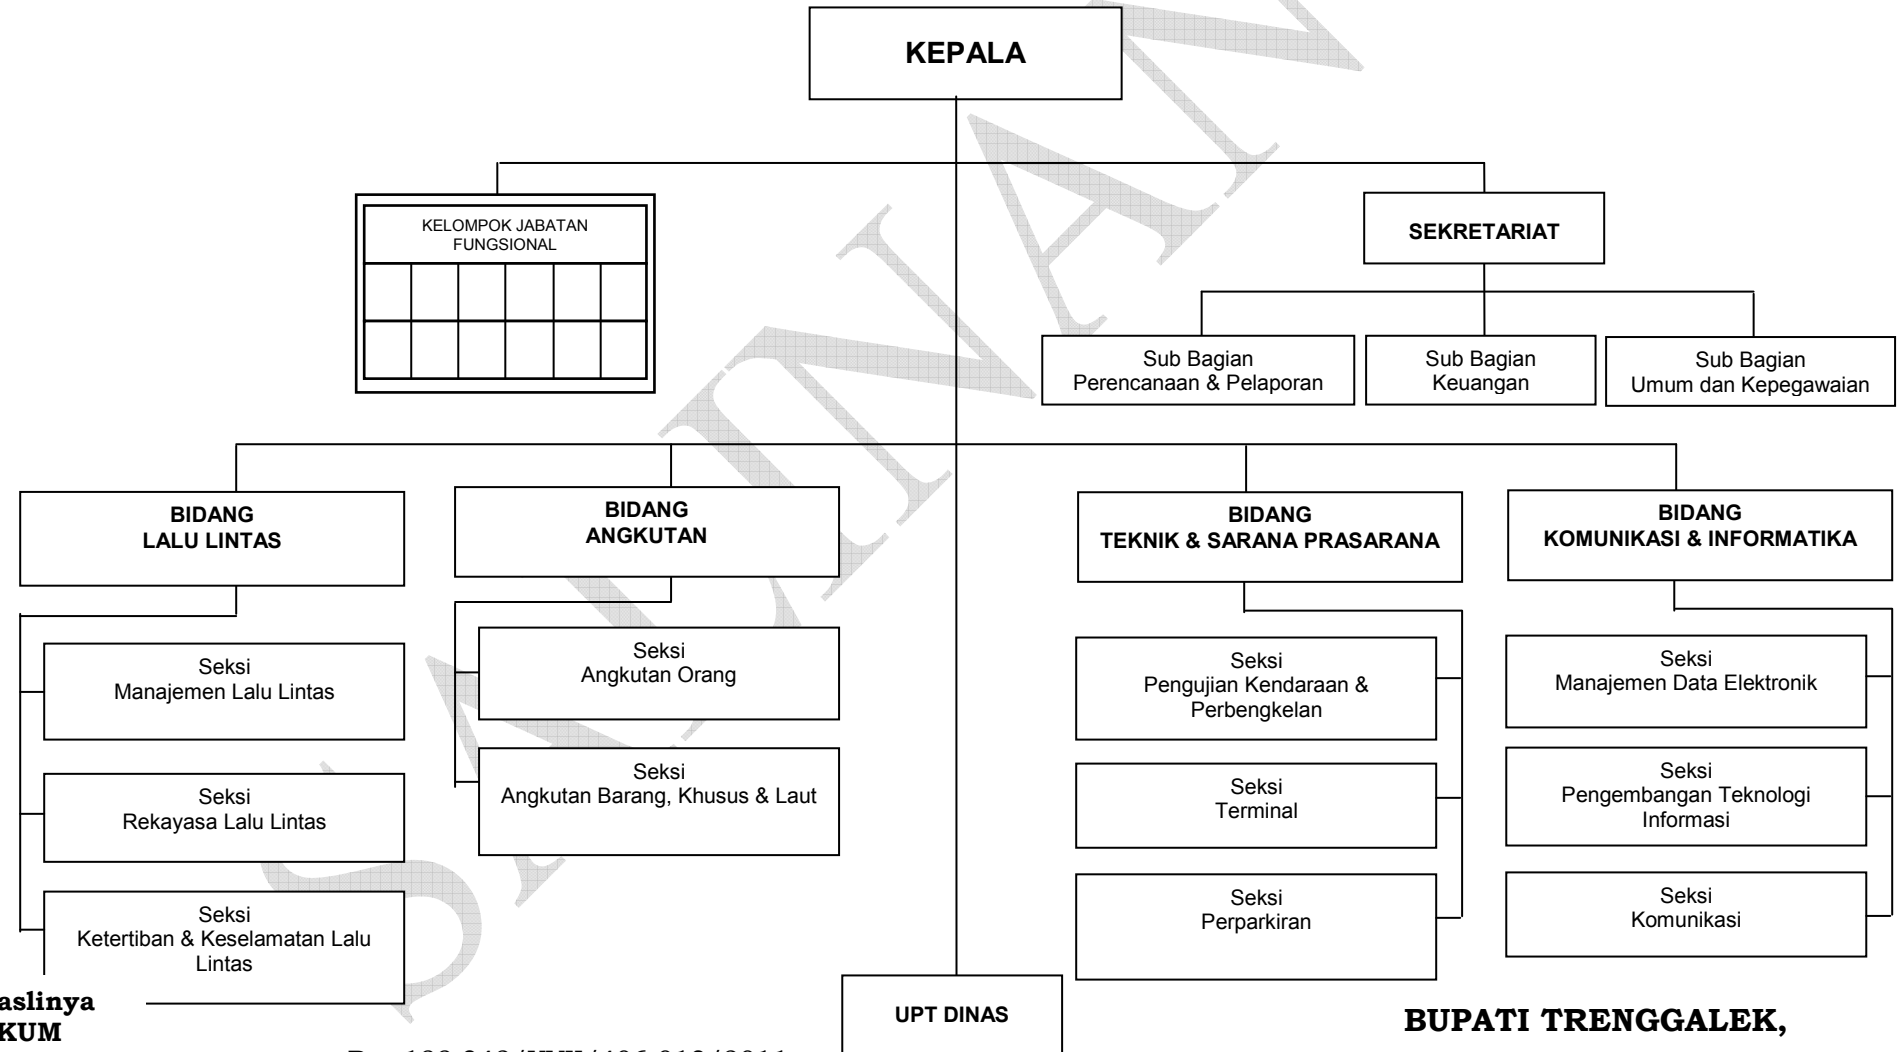 KEPALA
KELOMPOK JABATAN
FUNGSIONAL
SEKRETARIAT
Sub Bagian
Perencanaan & Pelaporan
Sub Bagian
Keuangan
Sub Bagian
Umum dan Kepegawaian
BIDANG
LALU LINTAS
BIDANG
ANGKUTAN
BIDANG
TEKNIK & SARANA PRASARANA
BIDANG
KOMUNIKASI & INFORMATIKA
Seksi
Manajemen Lalu Lintas
Seksi
Rekayasa Lalu Lintas
Seksi
Ketertiban & Keselamatan Lalu
Lintas
Seksi
Angkutan Orang
Seksi
Angkutan Barang, Khusus & Laut
Seksi
Pengujian Kendaraan &
Perbengkelan
Seksi
Terminal
Seksi
Perparkiran
Seksi
Manajemen Data Elektronik
Seksi
Pengembangan Teknologi
Informasi
Seksi
Komunikasi
UPT DINAS
aslinya
KUM
BUPATI TRENGGALEK,
SALINAN